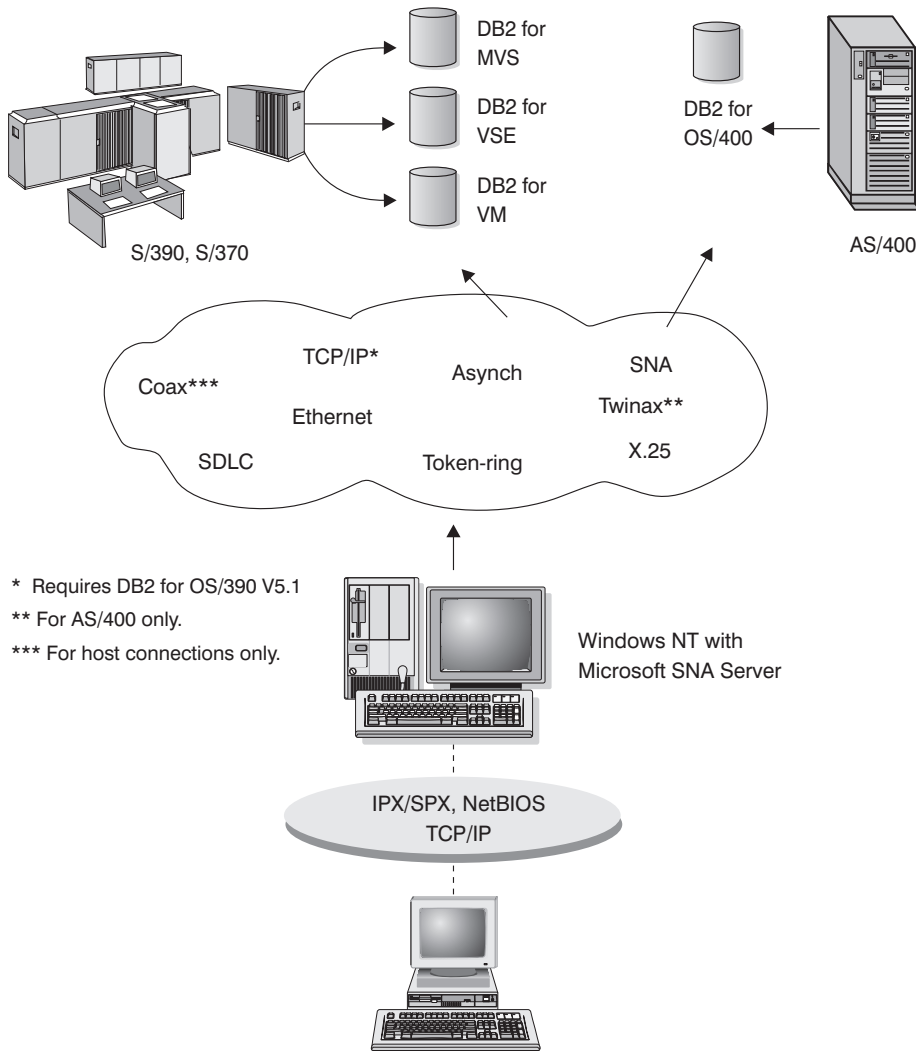 DB2 for
MVS
DB2 for
VSE
DB2 for
VM
S/390, S/370
DB2 for
OS/400
AS/400
TCP/IP*
Asynch
SNA
Coax***
Ethernet
Twinax**
SDLC
Token-ring
X.25
* Requires DB2 for OS/390 V5.1
** For AS/400 only.
*** For host connections only.
Windows NT with
Microsoft SNA Server
IPX/SPX, NetBIOS
TCP/IP